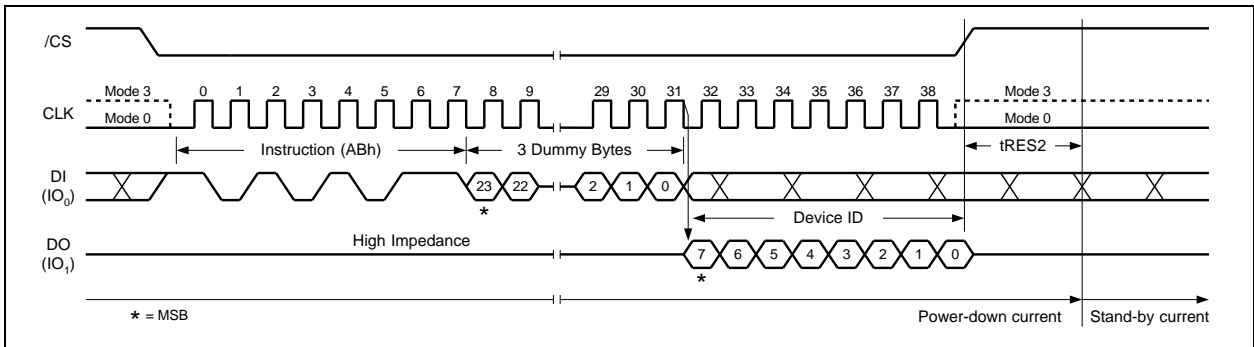 /CS
0 1 2 3 4 5 6 7 8 9 29 30 31 32 33 34 35 36 37 38
Mode 3 Mode 3
CLK
Mode 0 Mode 0
Instruction (ABh) 3 Dummy Bytes tRES2
DI
(IO0)
23 22 2 1 0
*
Device ID
High Impedance
DO
(IO1)
7 6 5 4 3 2 1 0
*
* = MSB
Power-down current Stand-by current